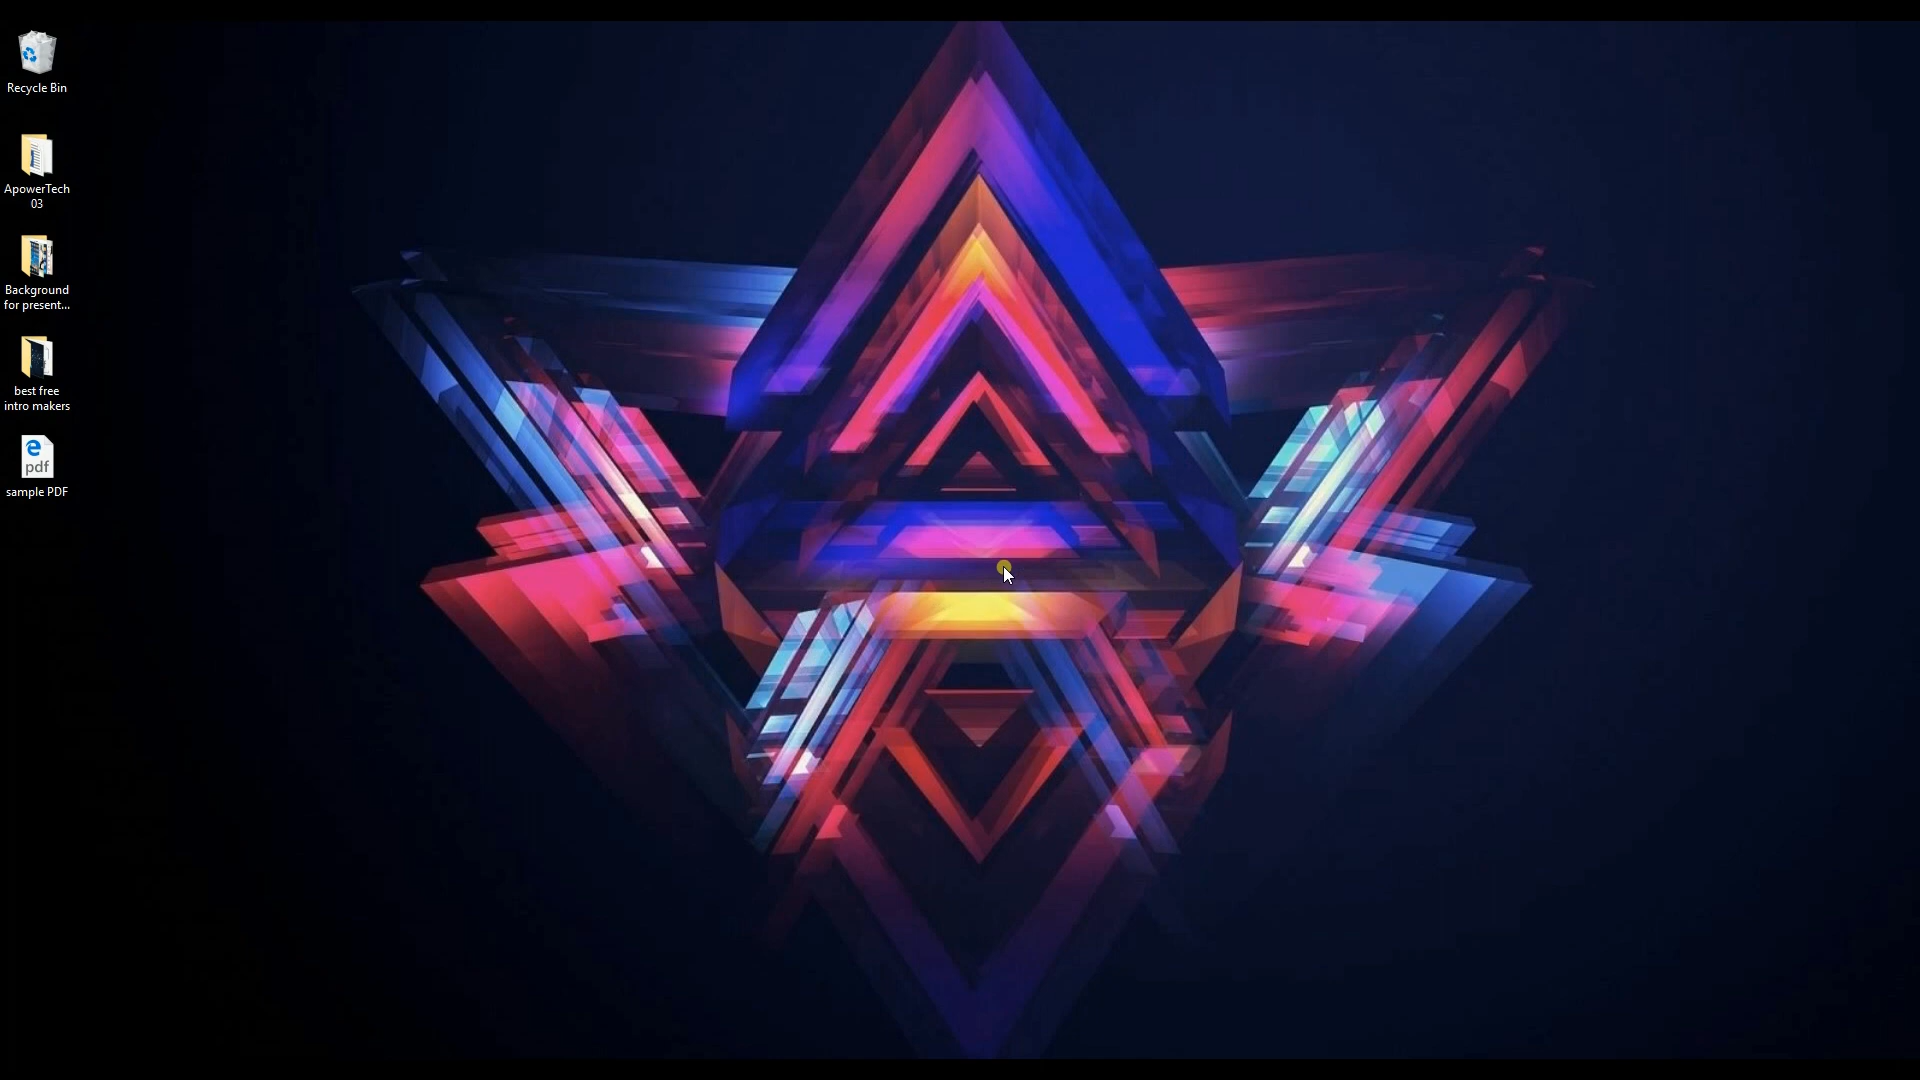 Recycle Bin
ApowerTech
03
Background
for present...
best free
intro makers
pdf
sample PDF